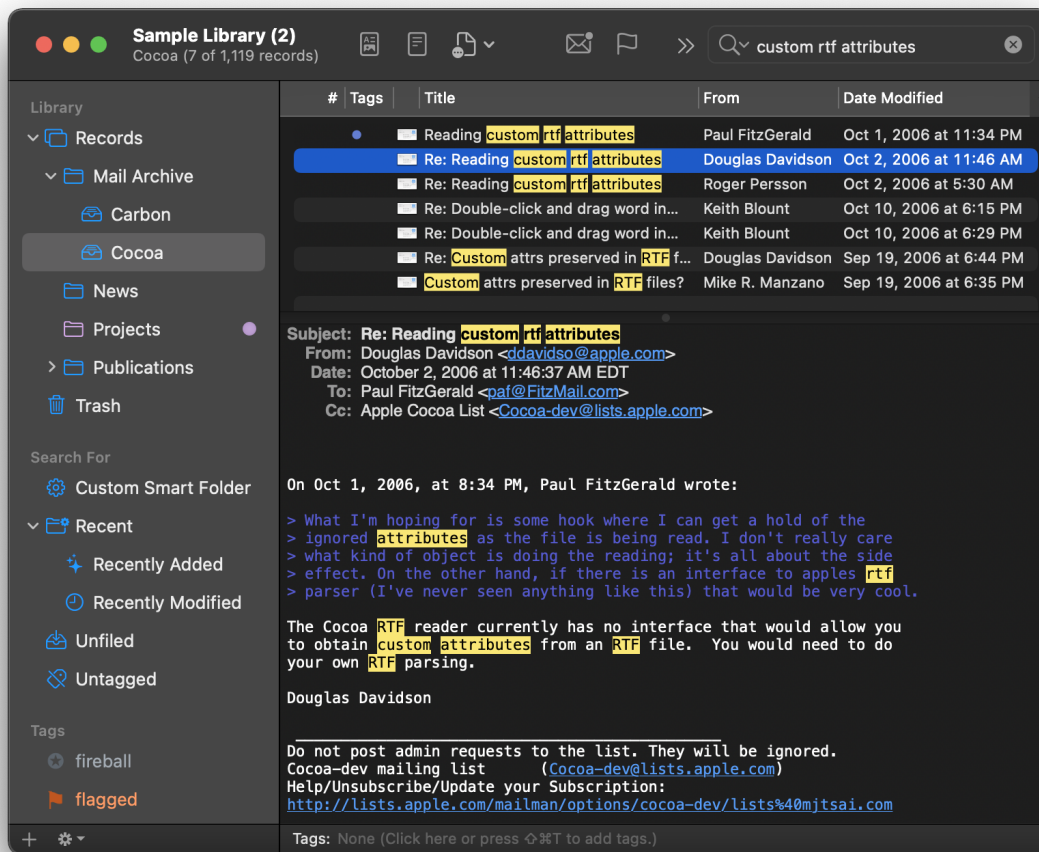 Sample Library (2)
Cocoa (7 of 1,119 records)
custom rtf attributes
Library
Records
Mail Archive
Carbon
Cocoa
News
Projects
Publications
Trash
Search For
Custom Smart Folder
Recent
Recently Added
Recently Modified
Unfiled
Untagged
Tags
fireball
flagged
# Tags Title From Date Modified
Reading custom rtf attributes Paul FitzGerald Oct 1, 2006 at 11:34 PM
Re: Reading custom rtf attributes Douglas Davidson Oct 2, 2006 at 11:46 AM
Re: Reading custom rtf attributes Roger Persson Oct 2, 2006 at 5:30 AM
Re: Double-click and drag word in... Keith Blount Oct 10, 2006 at 6:15 PM
Re: Double-click and drag word in... Keith Blount Oct 10, 2006 at 6:29 PM
Re: Custom attrs preserved in RTF f... Douglas Davidson Sep 19, 2006 at 6:44 PM
Custom attrs preserved in RTF files? Mike R. Manzano Sep 19, 2006 at 6:35 PM
Subject: Re: Reading custom rtf attributes
From: Douglas Davidson <ddavidso@apple.com>
Date: October 2, 2006 at 11:46:37 AM EDT
To: Paul FitzGerald <paf@FitzMail.com>
Cc: Apple Cocoa List <Cocoa-dev@lists.apple.com>
On Oct 1, 2006, at 8:34 PM, Paul FitzGerald wrote:
> What I'm hoping for is some hook where I can get a hold of the
> ignored attributes as the file is being read. I don't really care
> what kind of object is doing the reading; it's all about the side
> effect. On the other hand, if there is an interface to apples rtf
> parser (I've never seen anything like this) that would be very cool.
The Cocoa RTF reader currently has no interface that would allow you
to obtain custom attributes from an RTF file. You would need to do
your own RTF parsing.
Douglas Davidson
Do not post admin requests to the list. They will be ignored.
Cocoa-dev mailing list (Cocoa-dev@lists.apple.com)
Help/Unsubscribe/Update your Subscription:
http://lists.apple.com/mailman/options/cocoa-dev/lists%40mjtsai.com
Tags: None (Click here or press ⇧⌘T to add tags.)